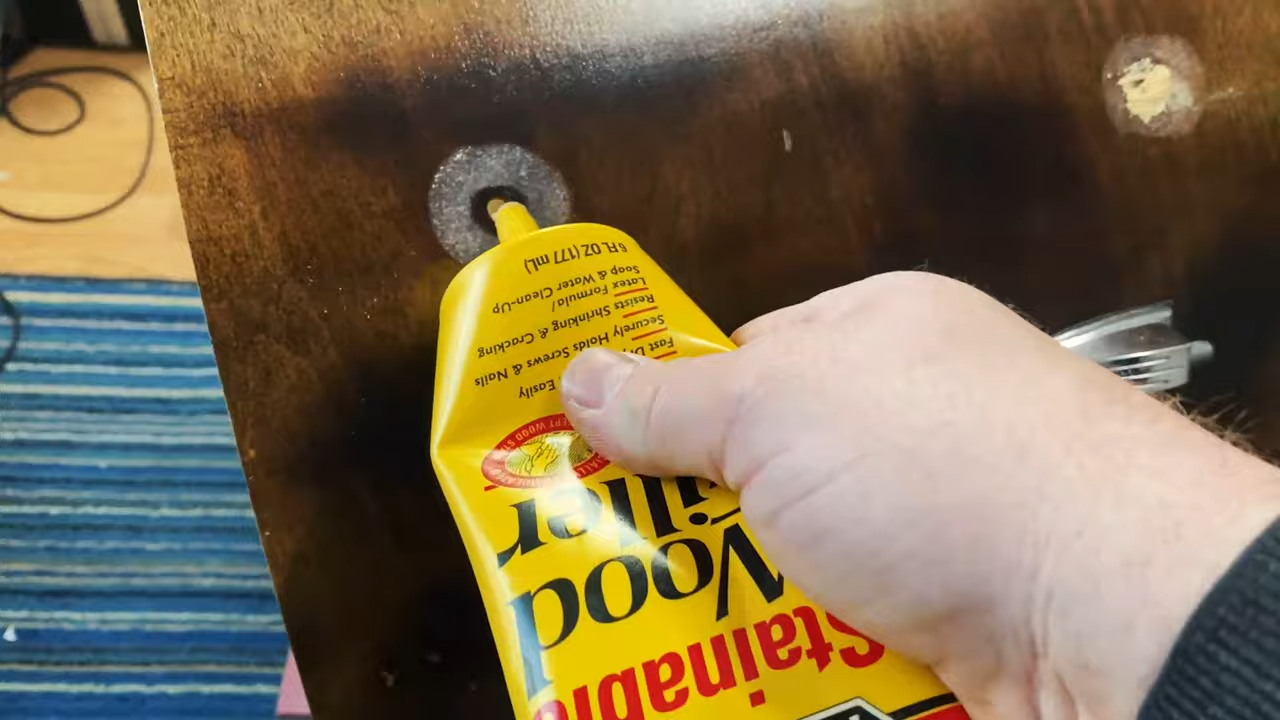 Stainable
Wood
Filler
Fast Easily
Securely Holds Screws & Nails
Resists Shrinking & Cracking
Latex Formula/
Soap & Water Clean-Up
6 FL OZ (177 mL)